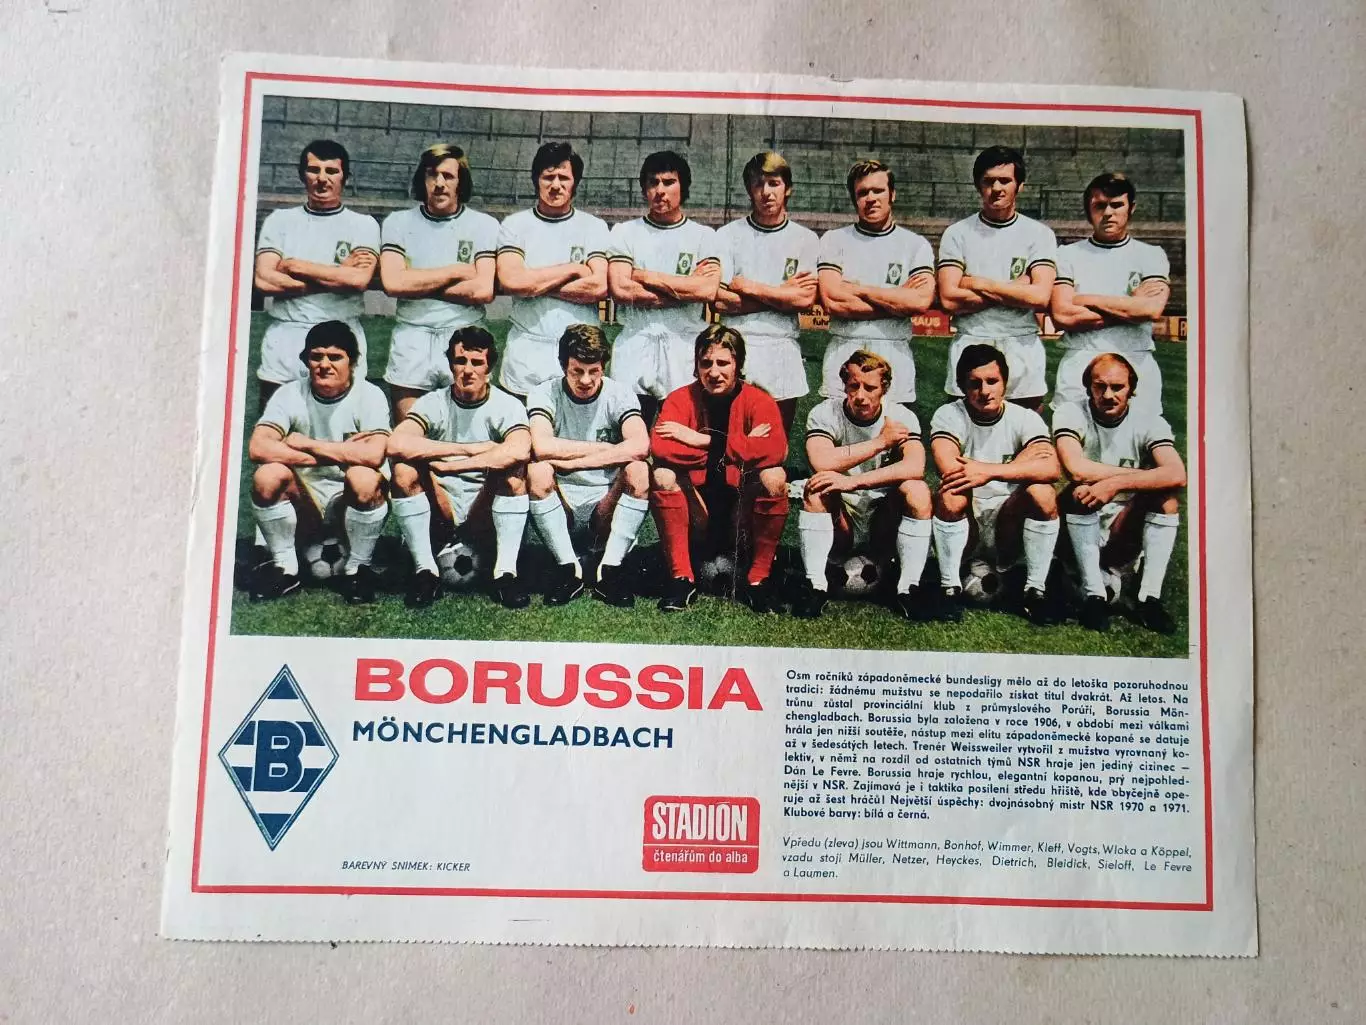 BORUSSIA
MÖNCHENGLADBACH
B
BAREVNÝ SNIMEK: KICKER
STADIÓN
čtenářům do alba
Osm ročníků západoněmecké bundesligy mělo až do letoška pozoruhodnou
tradici: žádnému mužstvu se nepodařilo získat titul dvakrát. Až letos. Na
trůnu zůstal provinciální klub z průmyslového Porúří, Borussia Mön-
chengladbach. Borussia byla založena v roce 1906, v období mezi válkami
hrála jen nižší soutěže, nástup mezi elitu západoněmecké kopané se datuje
až v šedesátých letech. Trenér Weissweiler vytvořil z mužstva vyrovnaný ko-
lektiv, v němž na rozdíl od ostatních týmů NSR hraje jen jediný cizinec —
Dán Le Fevre. Borussia hraje rychlou, elegantní kopanou, prý nejpohled-
nější v NSR. Zajímavá je i taktika posílení středu hřiště, kde obyčejně ope-
ruje až šest hráčů! Největší úspěchy: dvojnásobný mistr NSR 1970 a 1971.
Klubové barvy: bílá a černá.
Vpředu (zleva) jsou Wittmann, Bonhof, Wimmer, Kleff, Vogts, Wloka a Köppel,
vzadu stojí Müller, Netzer, Heyckes, Dietrich, Bleidick, Sieloff, Le Fevre
a Laumen.